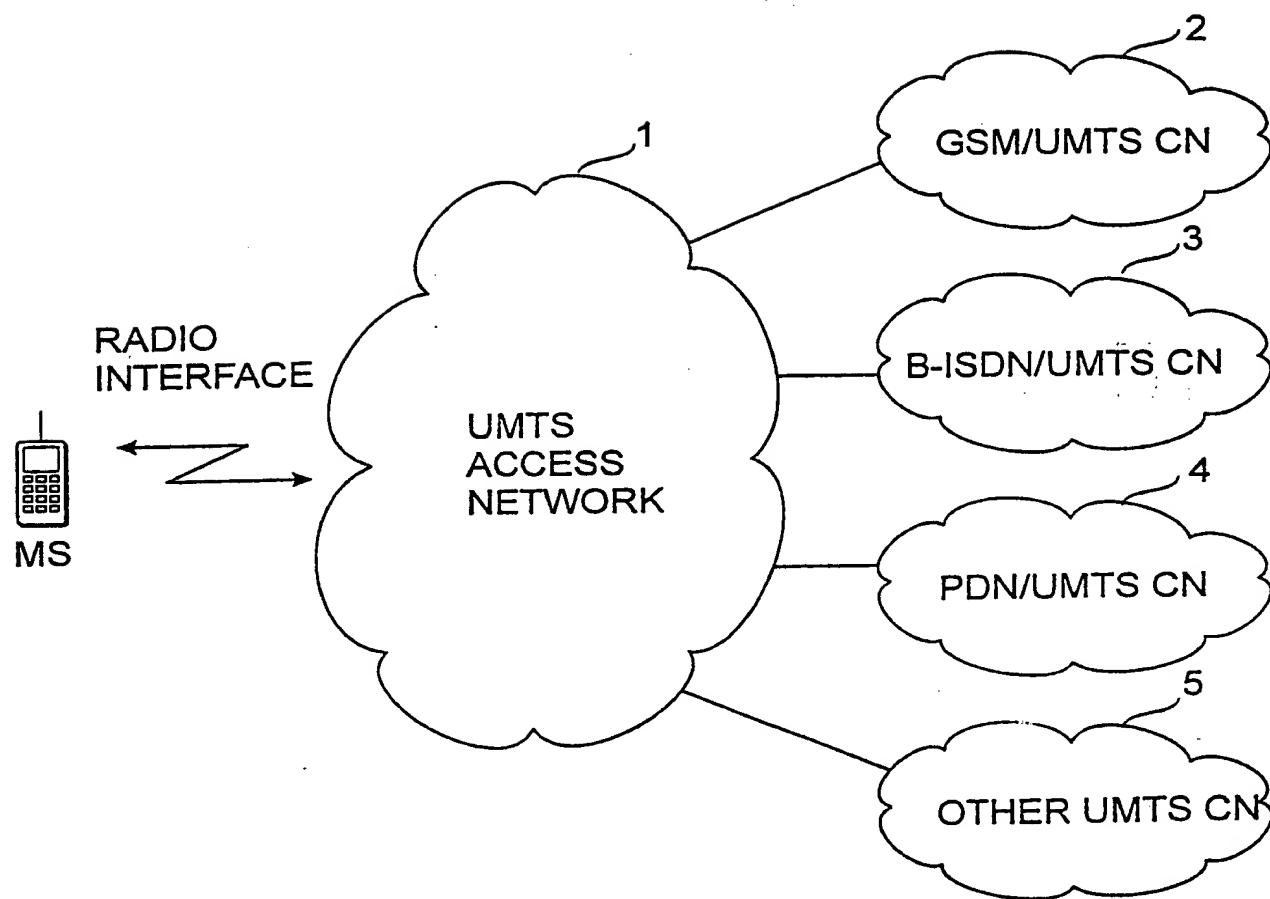 2
GSM/UMTS CN
1
3
B-ISDN/UMTS CN
RADIO
INTERFACE
UMTS
ACCESS
NETWORK
4
PDN/UMTS CN
MS
5
OTHER UMTS CN